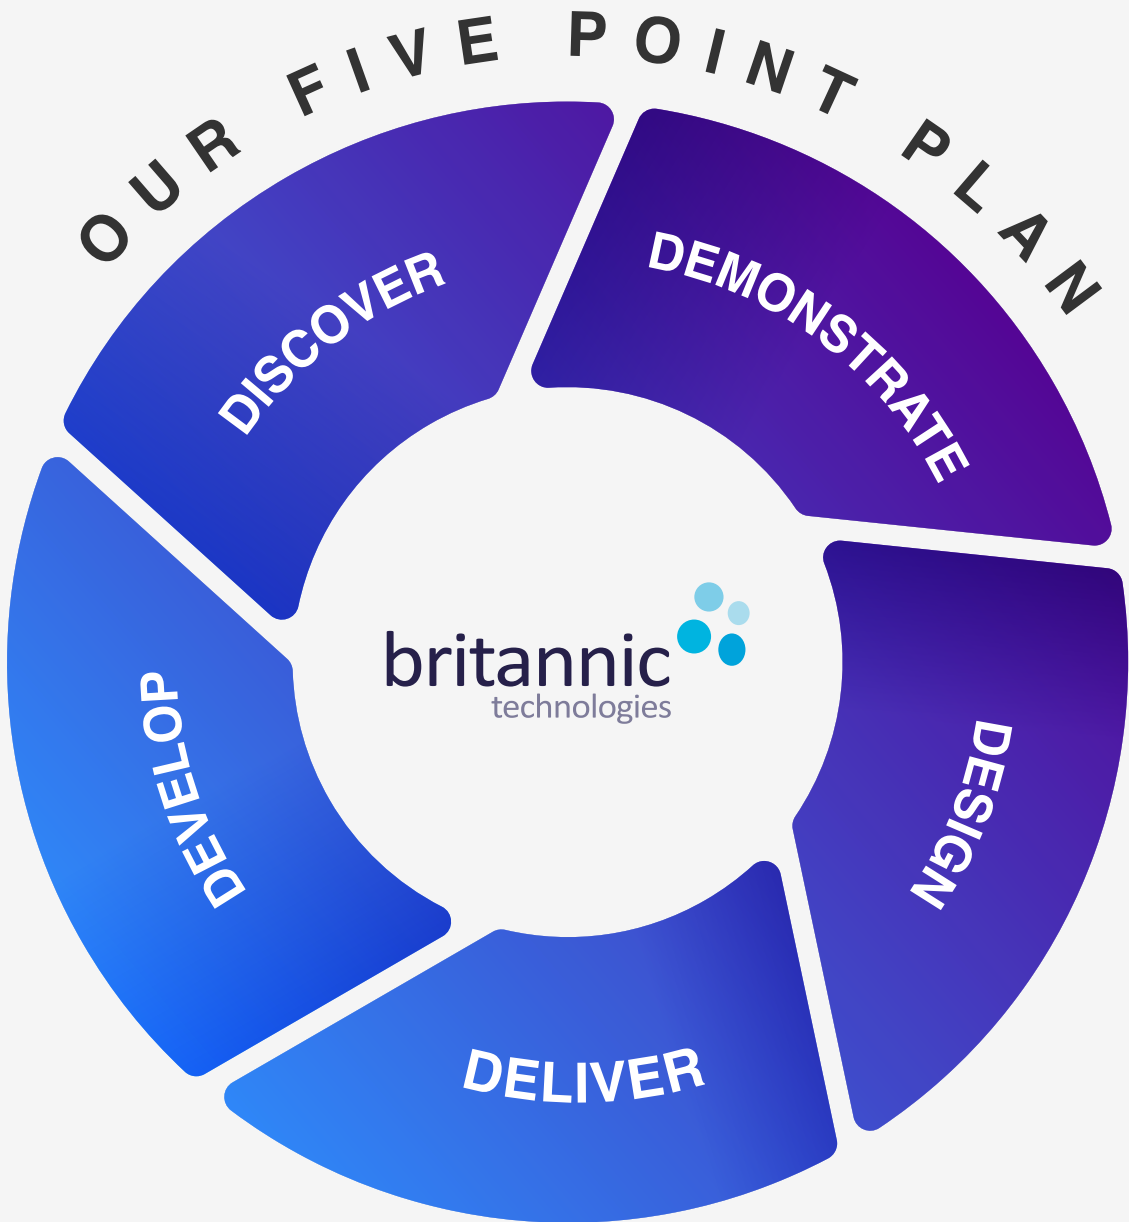 OUR FIVE POINT PLAN
DISCOVER
DEMONSTRATE
DESIGN
DELIVER
DEVELOP
britannic
technologies